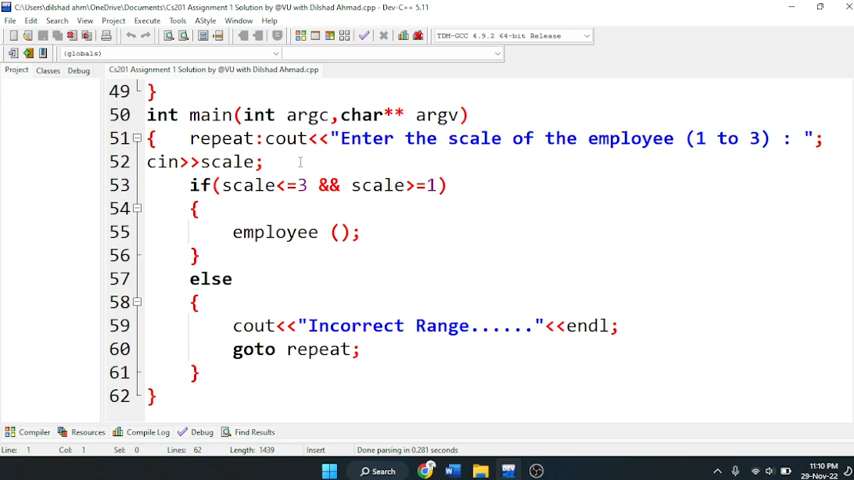 C:\Users\dilshad ahm\OneDrive\Documents\Cs201 Assignment 1 Solution by @VU with Dilshad Ahmad.cpp - Dev-C++ 5.11
File Edit Search View Project Execute Tools AStyle Window Help
TDM-GCC 4.9.2 64-bit Release
(globals)
Project Classes Debug Cs201 Assignment 1 Solution by @VU with Dilshad Ahmad.cpp
49 }
50 int main(int argc,char** argv)
51 { repeat:cout<<"Enter the scale of the employee (1 to 3) : ";
52 cin>>scale;
53 if(scale<=3 && scale>=1)
54 {
55 employee ();
56 }
57 else
58 {
59 cout<<"Incorrect Range......"<<endl;
60 goto repeat;
61 }
62 }
Compiler Resources Compile Log Debug Find Results
Line: 1 Col: 1 Sel: 0 Lines: 62 Length: 1439 Insert Done parsing in 0.281 seconds
Search
11:10 PM
29-Nov-22